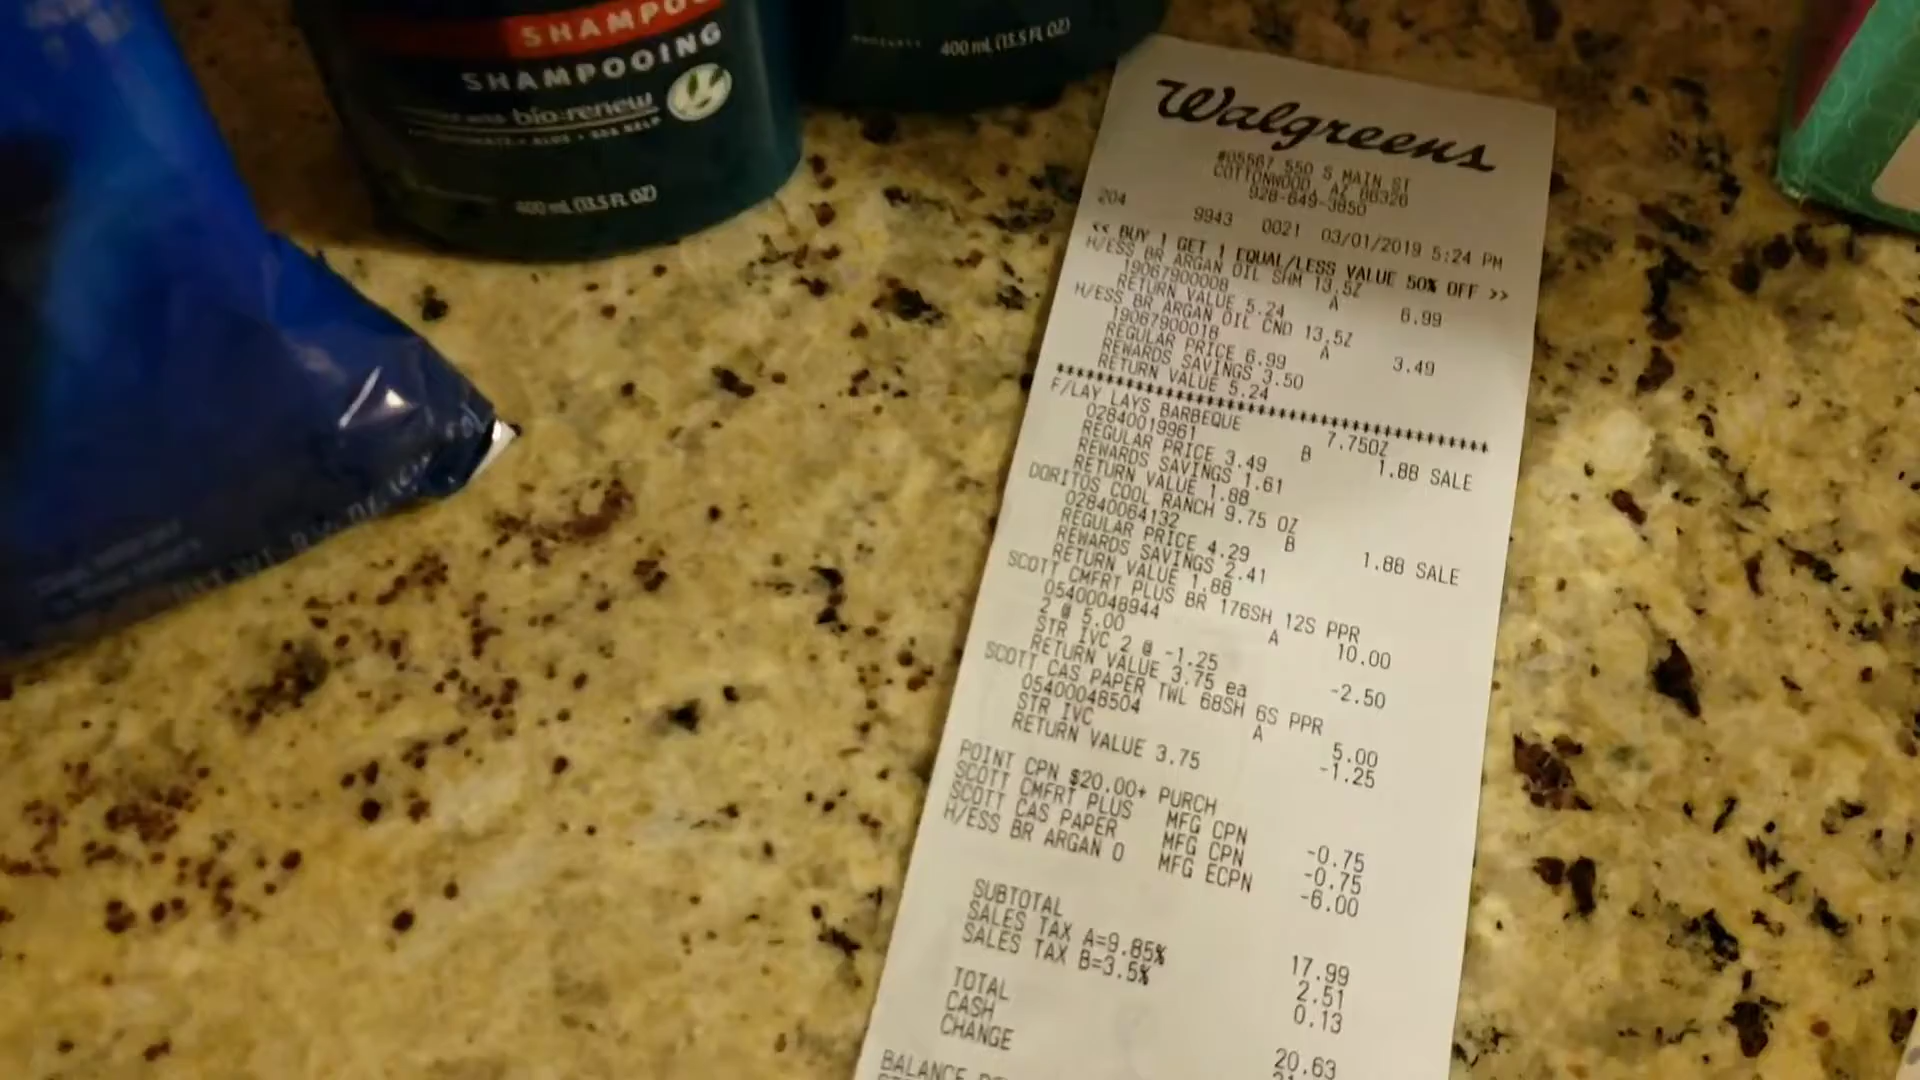 SHAMPOO
SHAMPOOING
bio:renew
400 mL (13.5 FL OZ)
400 mL (13.5 FL OZ)
Walgreens
#05567 550 S MAIN ST
COTTONWOOD, AZ 86326
928-649-3850
204 9943 0021 03/01/2019 5:24 PM
<< BUY 1 GET 1 EQUAL/LESS VALUE 50% OFF >>
H/ESS BR ARGAN OIL SHM 13.5Z
19067900008 A 6.99
RETURN VALUE 5.24
H/ESS BR ARGAN OIL CND 13.5Z
19067900018 A 3.49
REGULAR PRICE 6.99
REWARDS SAVINGS 3.50
RETURN VALUE 5.24
****************************************
F/LAY LAYS BARBEQUE 7.75OZ
02840019961 B 1.88 SALE
REGULAR PRICE 3.49
REWARDS SAVINGS 1.61
RETURN VALUE 1.88
DORITOS COOL RANCH 9.75 OZ
02840064132 B 1.88 SALE
REGULAR PRICE 4.29
REWARDS SAVINGS 2.41
RETURN VALUE 1.88
SCOTT CMFRT PLUS BR 176SH 12S PPR
05400048944 A 10.00
2 @ 5.00
STR IVC 2 @ -1.25 -2.50
RETURN VALUE 3.75 ea
SCOTT CAS PAPER TWL 68SH 6S PPR
05400048504 A 5.00
STR IVC -1.25
RETURN VALUE 3.75
POINT CPN $20.00+ PURCH
SCOTT CMFRT PLUS MFG CPN -0.75
SCOTT CAS PAPER MFG CPN -0.75
H/ESS BR ARGAN O MFG ECPN -6.00
SUBTOTAL 17.99
SALES TAX A=9.85% 2.51
SALES TAX B=3.5% 0.13
TOTAL 20.63
CASH
CHANGE
BALANCE